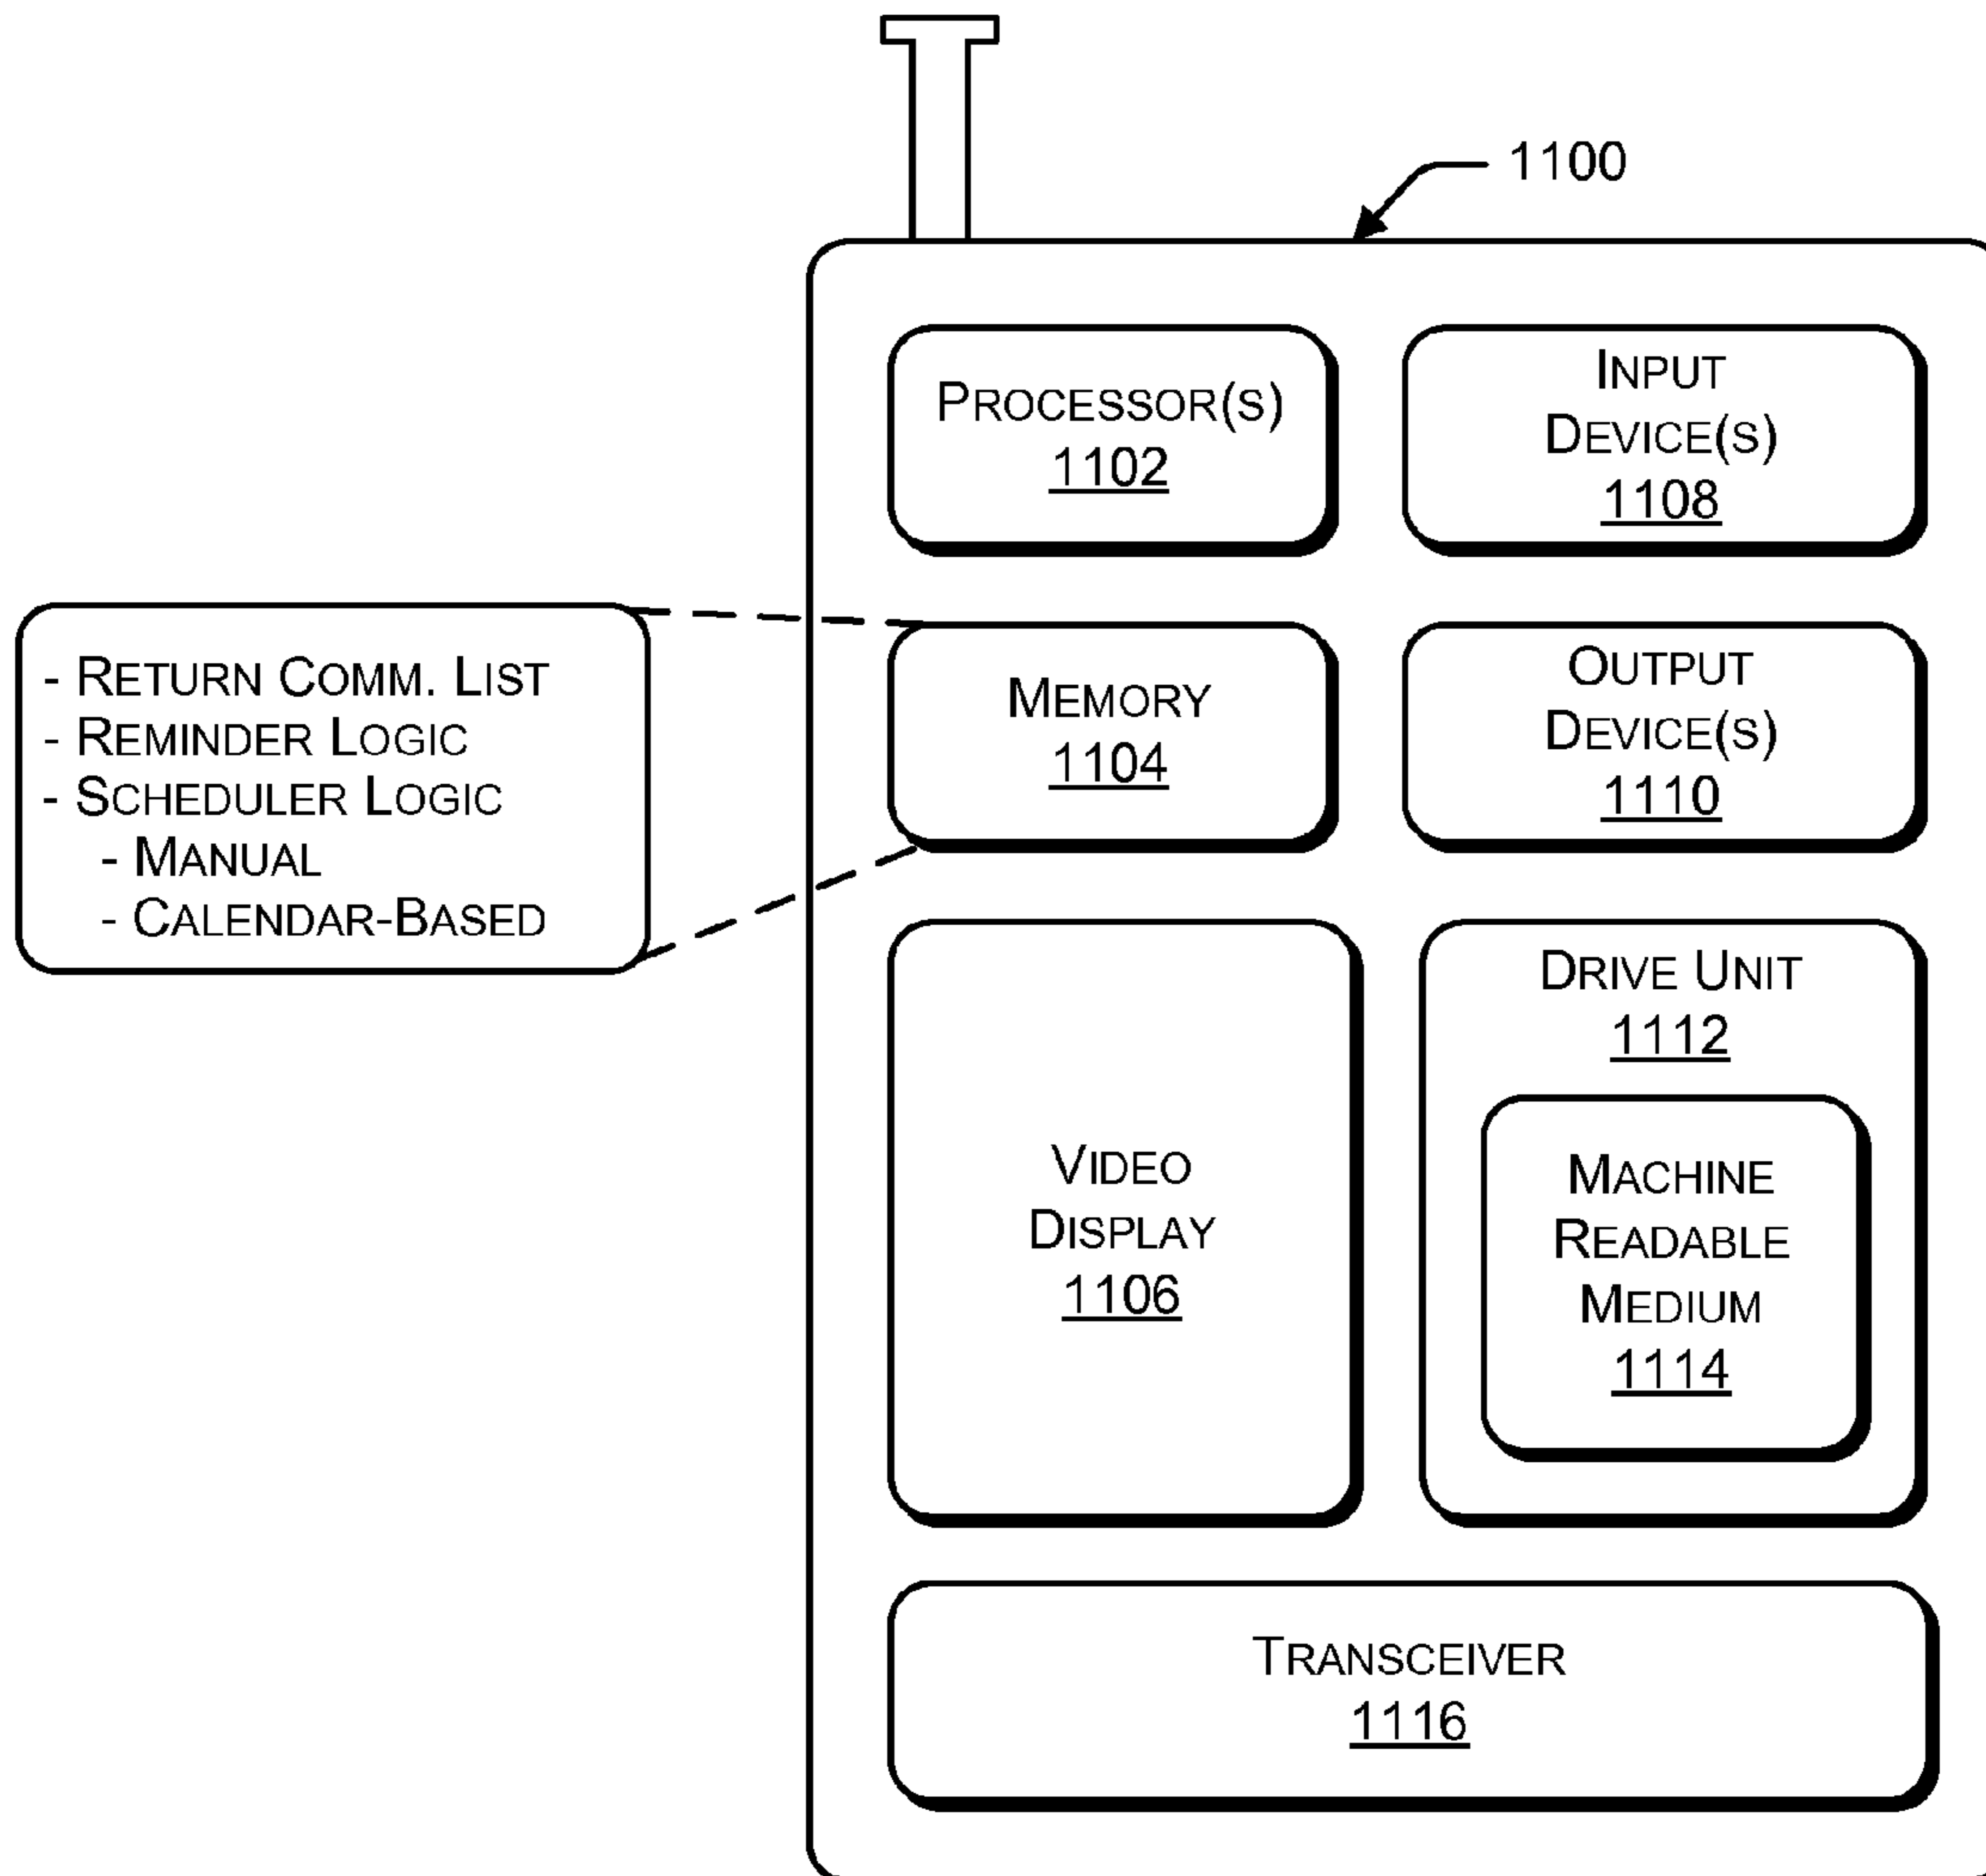 1100
PROCESSOR(S)
1102
INPUT
DEVICE(S)
1108
- RETURN COMM. LIST
- REMINDER LOGIC
- SCHEDULER LOGIC
- MANUAL
- CALENDAR-BASED
MEMORY
1104
OUTPUT
DEVICE(S)
1110
VIDEO
DISPLAY
1106
DRIVE UNIT
1112
MACHINE
READABLE
MEDIUM
1114
TRANSCEIVER
1116